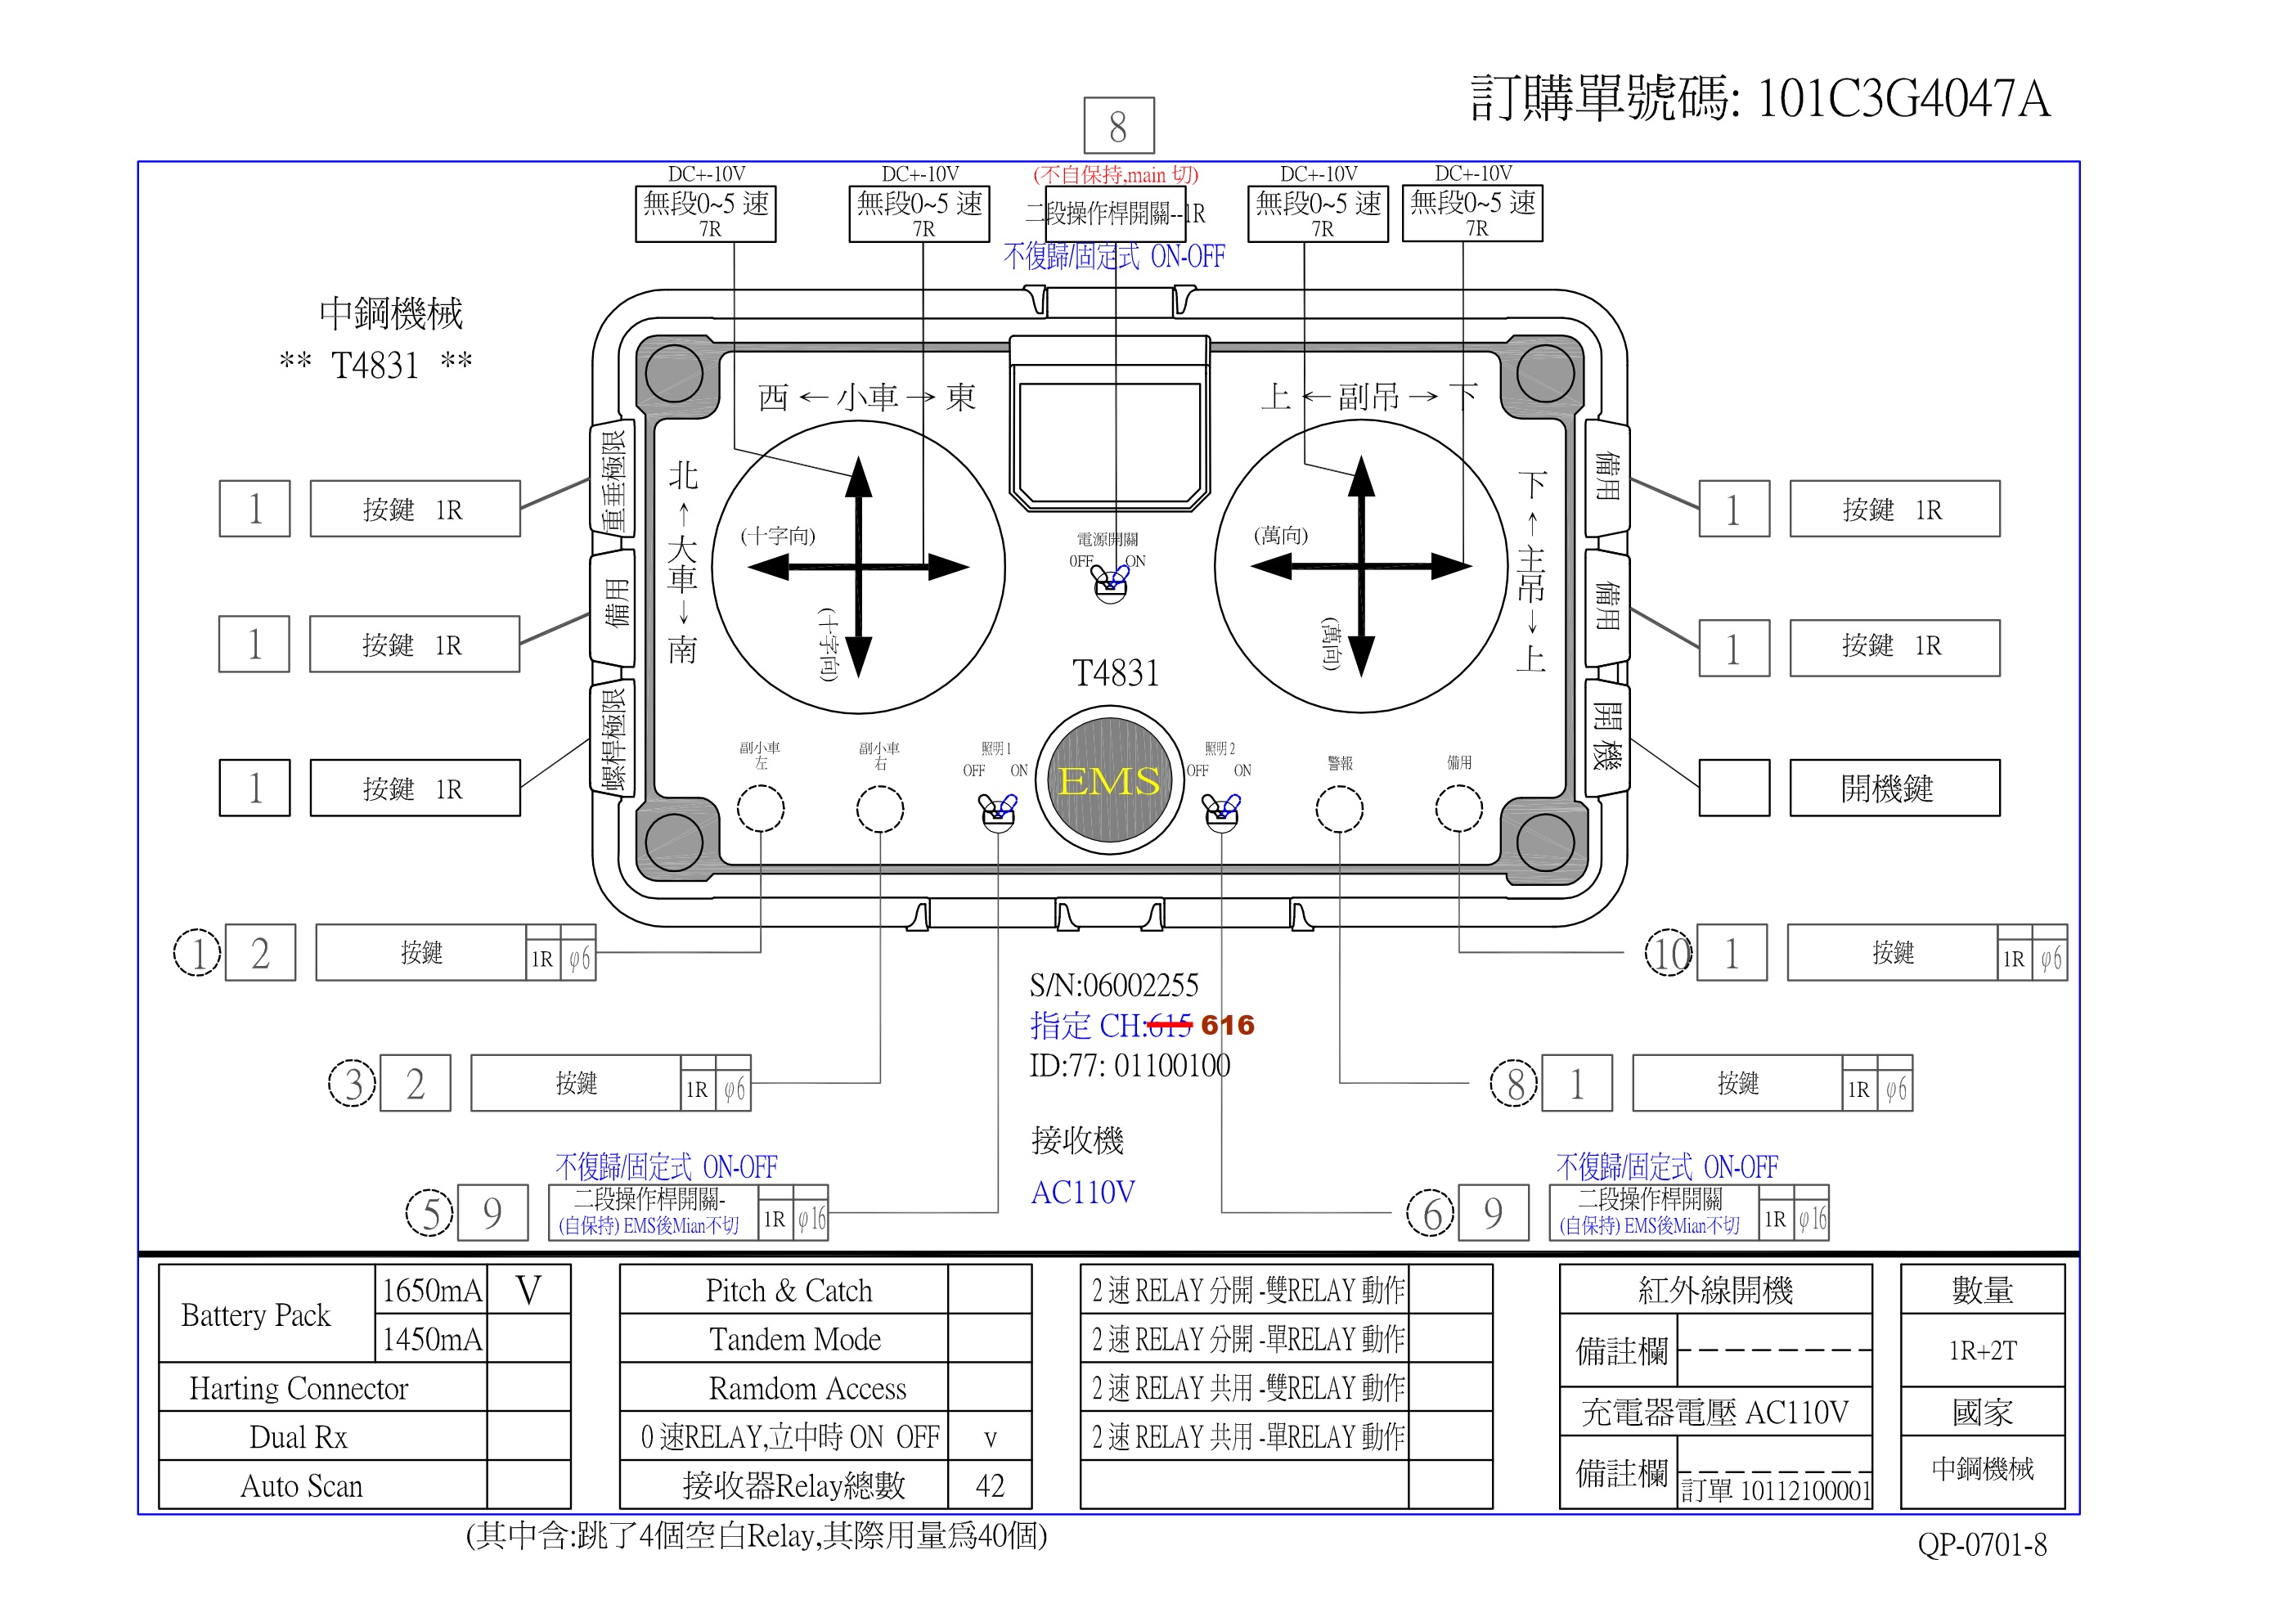 訂購單號碼: 101C3G4047A
8
DC+-10V
無段0~5 速
7R
DC+-10V
無段0~5 速
7R
(不自保持,main 切)
二段操作桿開關--1R
不復歸/固定式 ON-OFF
DC+-10V
無段0~5 速
7R
DC+-10V
無段0~5 速
7R
中鋼機械
** T4831 **
西 ← 小車 → 東
上 ← 副吊 → 下
北 ↑ 大車 ↓ 南
下 ↑ 主吊 ↓ 上
(十字向)
(十字向)
(萬向)
(萬向)
電源開關
OFF ON
T4831
EMS
重垂極限
備用
螺桿極限
備用
備用
開機
1 按鍵 1R
1 按鍵 1R
1 按鍵 1R
1 按鍵 1R
1 按鍵 1R
開機鍵
副小車
左
副小車
右
照明 1
OFF ON
照明 2
OFF ON
警報
備用
1 2 按鍵 1R φ6
10 1 按鍵 1R φ6
3 2 按鍵 1R φ6
8 1 按鍵 1R φ6
S/N:06002255
指定 CH:615 616
ID:77: 01100100
接收機
AC110V
不復歸/固定式 ON-OFF
5 9 二段操作桿開關-
(自保持) EMS後Mian不切
1R φ16
不復歸/固定式 ON-OFF
6 9 二段操作桿開關
(自保持) EMS後Mian不切
1R φ16
Battery Pack
1650mA V
1450mA
Harting Connector
Dual Rx
Auto Scan
Pitch & Catch
Tandem Mode
Ramdom Access
0 速RELAY,立中時 ON OFF v
接收器Relay總數 42
2 速 RELAY 分開 -雙RELAY 動作
2 速 RELAY 分開 -單RELAY 動作
2 速 RELAY 共用 -雙RELAY 動作
2 速 RELAY 共用 -單RELAY 動作
紅外線開機
備註欄
充電器電壓 AC110V
備註欄
訂單 10112100001
數量
1R+2T
國家
中鋼機械
(其中含:跳了4個空白Relay,其際用量為40個)
QP-0701-8